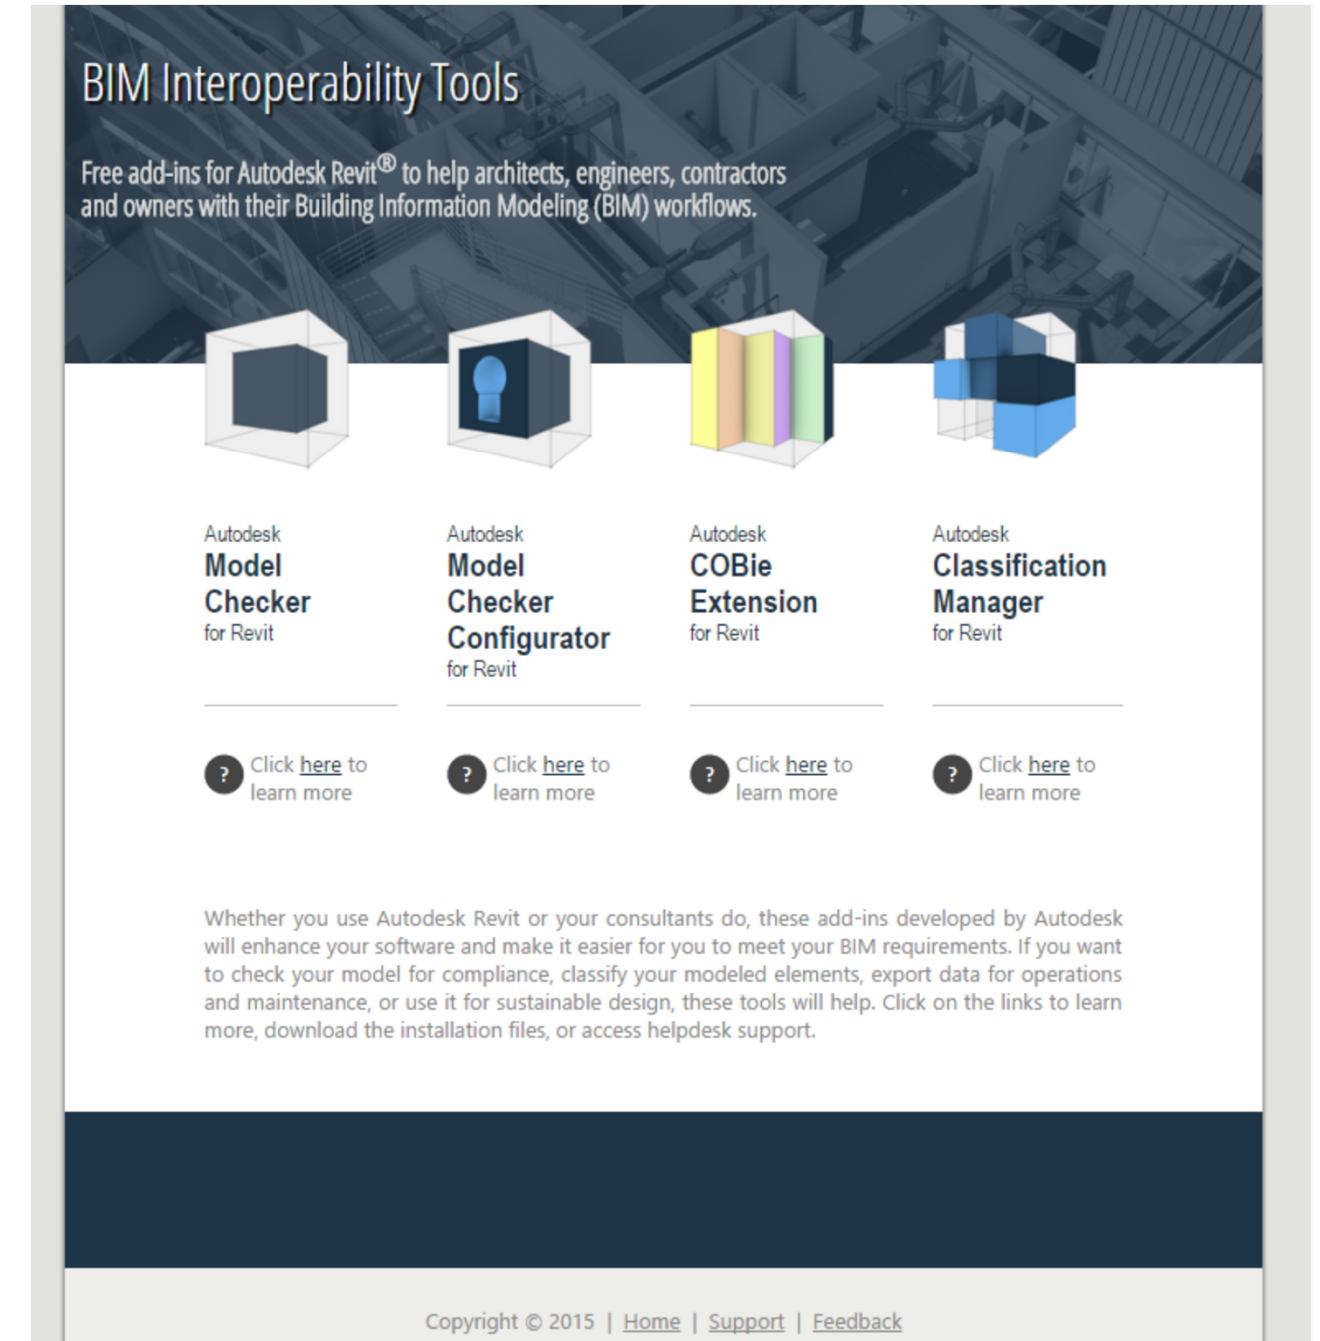 BIM Interoperability Tools
Free add-ins for Autodesk Revit® to help architects, engineers, contractors
and owners with their Building Information Modeling (BIM) workflows.
Autodesk
Model
Checker
for Revit
Autodesk
Model
Checker
Configurator
for Revit
Autodesk
COBie
Extension
for Revit
Autodesk
Classification
Manager
for Revit
? Click here to
learn more
? Click here to
learn more
? Click here to
learn more
? Click here to
learn more
Whether you use Autodesk Revit or your consultants do, these add-ins developed by Autodesk
will enhance your software and make it easier for you to meet your BIM requirements. If you want
to check your model for compliance, classify your modeled elements, export data for operations
and maintenance, or use it for sustainable design, these tools will help. Click on the links to learn
more, download the installation files, or access helpdesk support.
Copyright © 2015 | Home | Support | Feedback